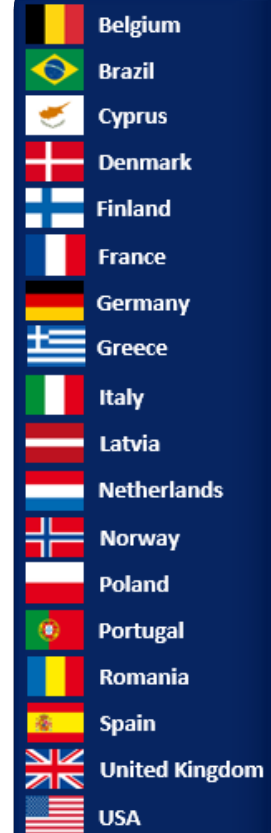 Belgium
Brazil
Cyprus
Denmark
Finland
France
Germany
Greece
Italy
Latvia
Netherlands
Norway
Poland
Portugal
Romania
Spain
United Kingdom
USA